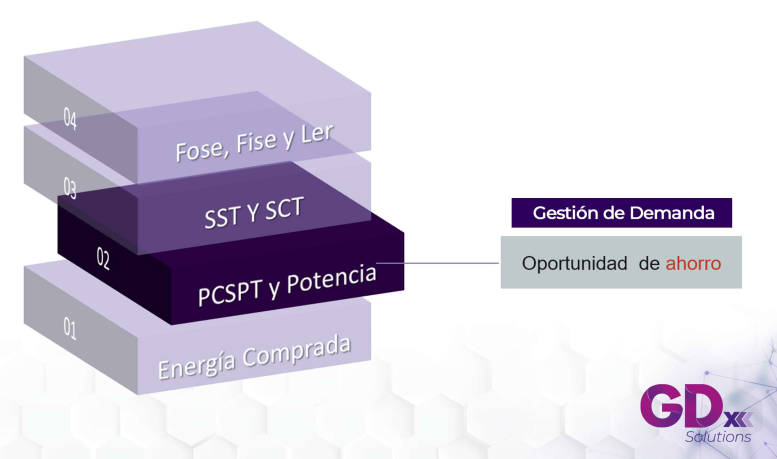 04
Fose, Fise y Ler
03
SST Y SCT
02
PCSPT y Potencia
01
Energía Comprada
Gestión de Demanda
Oportunidad de ahorro
GDx
Solutions